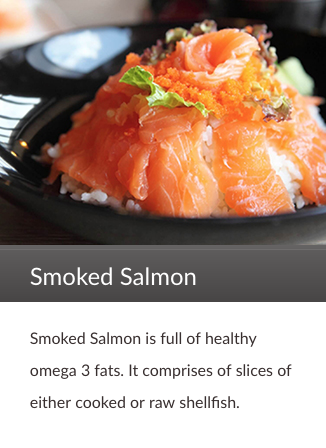 Smoked Salmon
Smoked Salmon is full of healthy
omega 3 fats. It comprises of slices of
either cooked or raw shellfish.